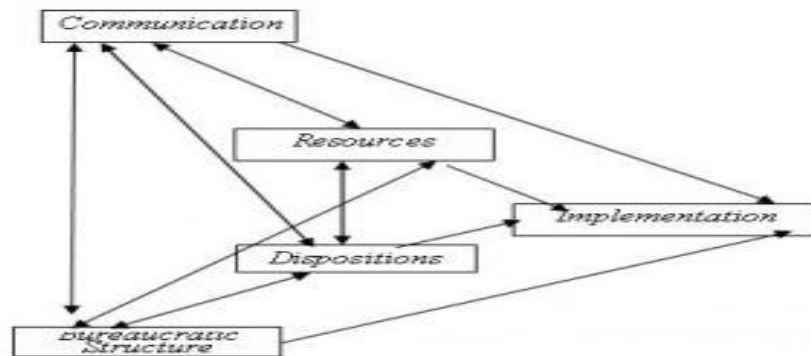 Communication
Resources
Implementation
Dispositions
Bureaucratic
Structure